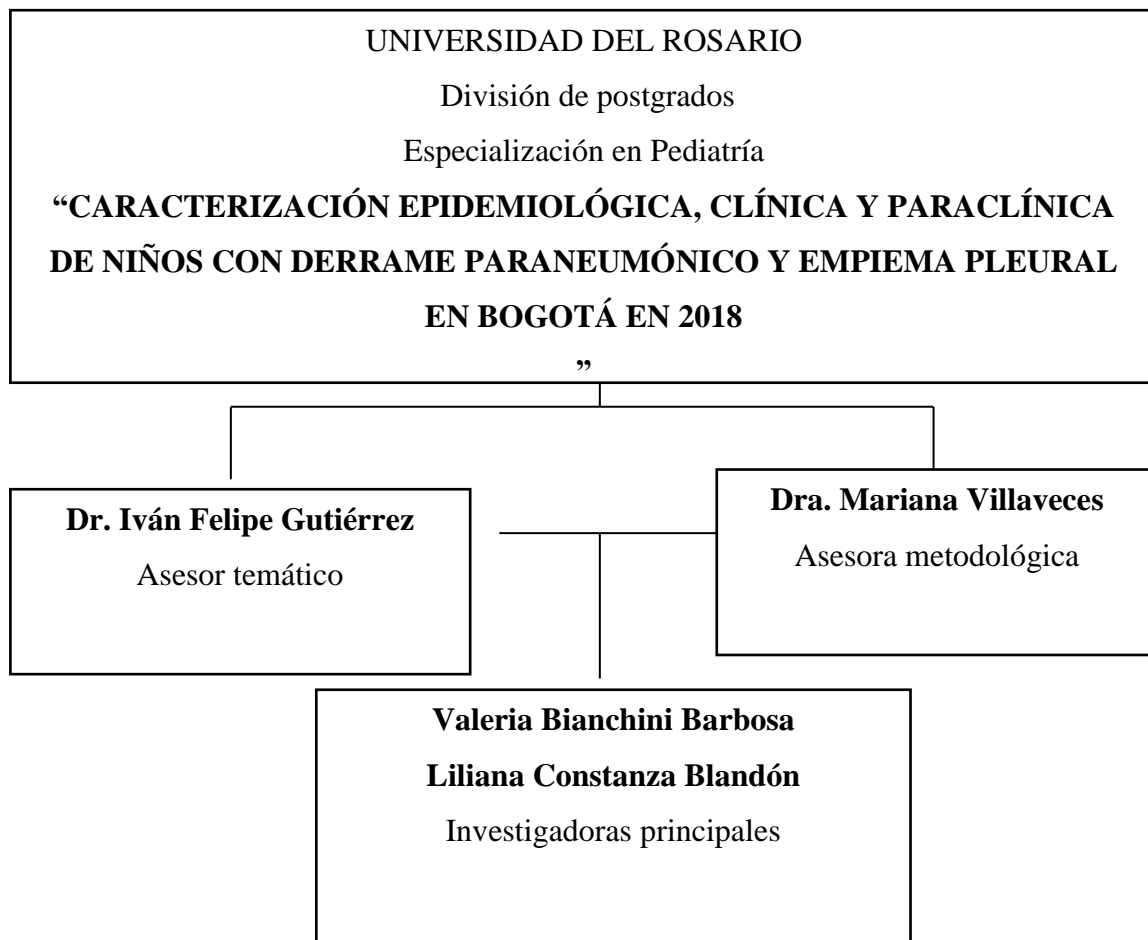 UNIVERSIDAD DEL ROSARIO
División de postgrados
Especialización en Pediatría
“CARACTERIZACIÓN EPIDEMIOLÓGICA, CLÍNICA Y PARACLÍNICA
DE NIÑOS CON DERRAME PARANEUMÓNICO Y EMPIEMA PLEURAL
EN BOGOTÁ EN 2018
”
Dr. Iván Felipe Gutiérrez
Asesor temático
Dra. Mariana Villaveces
Asesora metodológica
Valeria Bianchini Barbosa
Liliana Constanza Blandón
Investigadoras principales